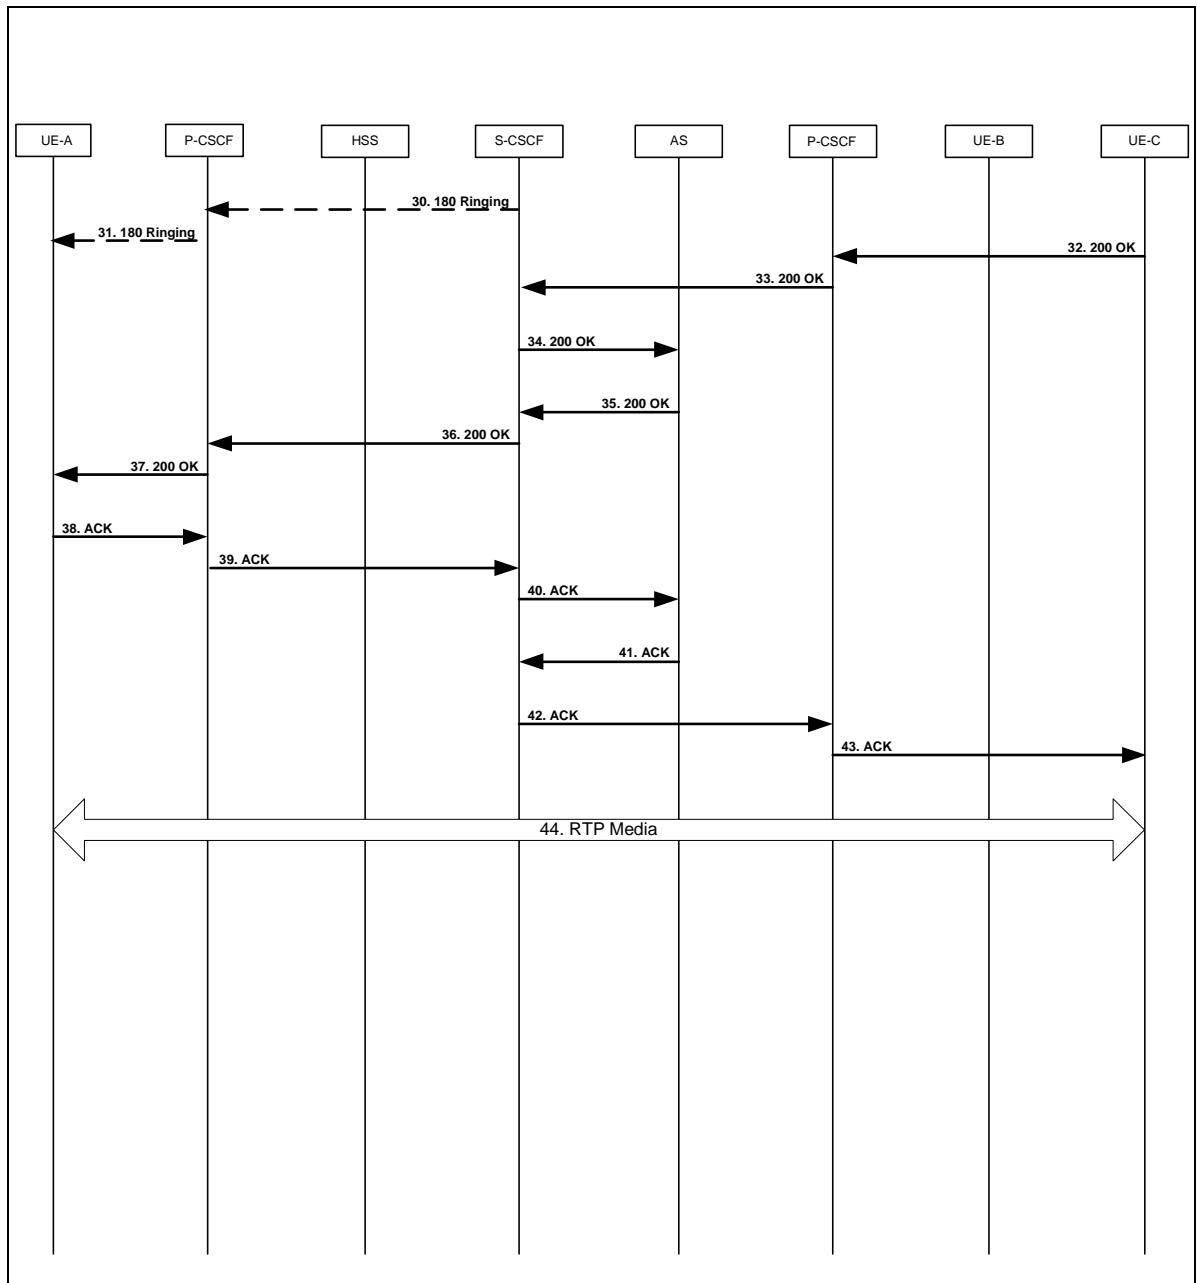 UE-A
P-CSCF
HSS
S-CSCF
AS
P-CSCF
UE-B
UE-C
30. 180 Ringing
31. 180 Ringing
32. 200 OK
33. 200 OK
34. 200 OK
35. 200 OK
36. 200 OK
37. 200 OK
38. ACK
39. ACK
40. ACK
41. ACK
42. ACK
43. ACK
44. RTP Media